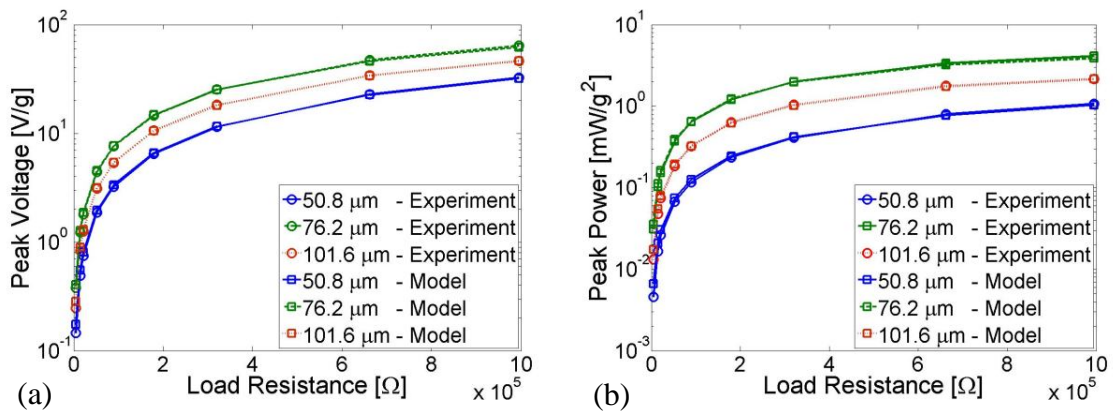 10^2
10^1
10^0
10^-1
Peak Voltage [V/g]
50.8 µm - Experiment
76.2 µm - Experiment
101.6 µm - Experiment
50.8 µm - Model
76.2 µm - Model
101.6 µm - Model
0 2 4 6 8 10
Load Resistance [Ω]
x 10^5
(a)
10^1
10^0
10^-1
10^-2
10^-3
Peak Power [mW/g^2]
50.8 µm - Experiment
76.2 µm - Experiment
101.6 µm - Experiment
50.8 µm - Model
76.2 µm - Model
101.6 µm - Model
0 2 4 6 8 10
Load Resistance [Ω]
x 10^5
(b)